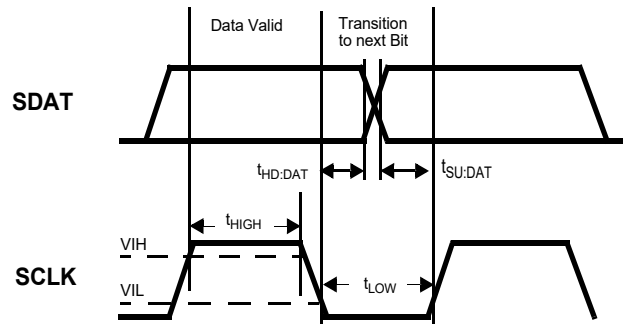 Data Valid
Transition
to next Bit
SDAT
tHD:DAT
tSU:DAT
tHIGH
VIH
SCLK
VIL
tLOW